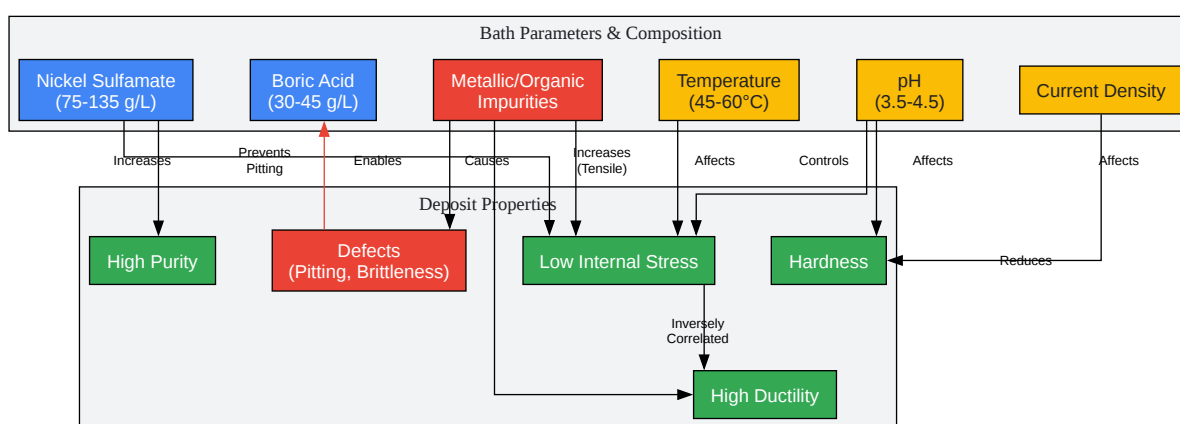 Bath Parameters & Composition
Nickel Sulfamate
(75-135 g/L)
Boric Acid
(30-45 g/L)
Metallic/Organic
Impurities
Temperature
(45-60°C)
pH
(3.5-4.5)
Current Density
Increases
Prevents
Pitting
Enables
Causes
Increases
(Tensile)
Affects
Controls
Affects
Affects
Deposit Properties
High Purity
Defects
(Pitting, Brittleness)
Low Internal Stress
Hardness
Reduces
Inversely
Correlated
High Ductility